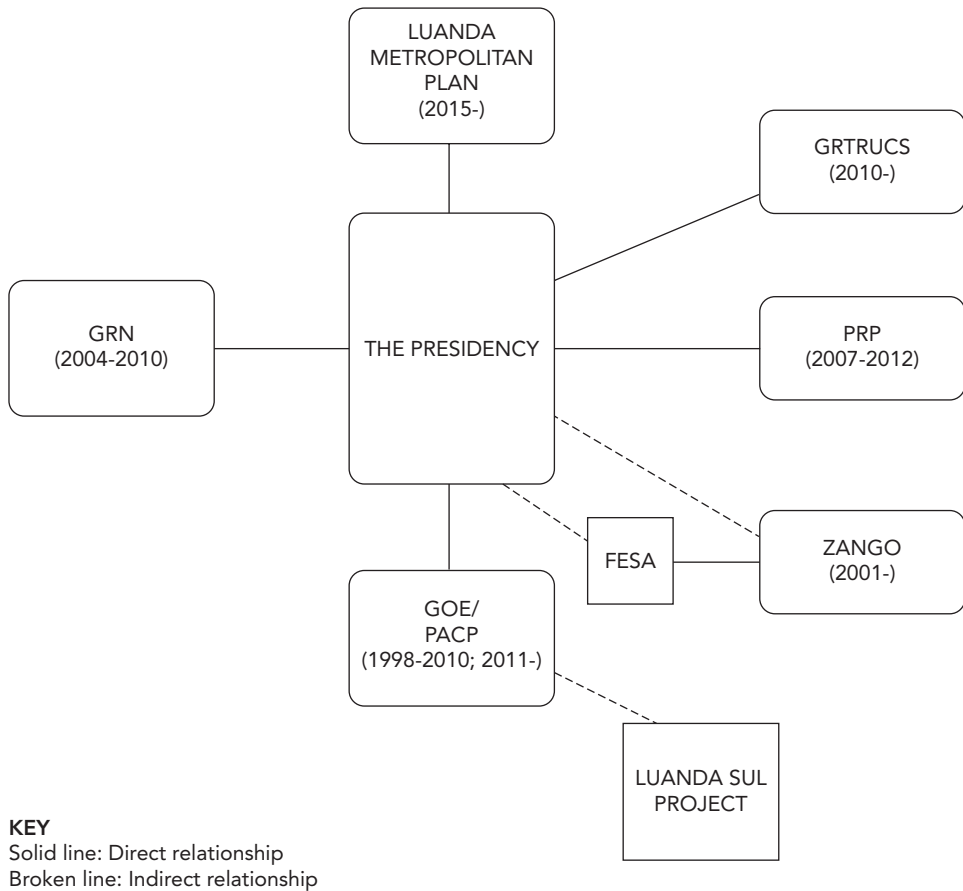 LUANDA
METROPOLITAN
PLAN
(2015-)
GRTRUCS
(2010-)
GRN
(2004-2010)
THE PRESIDENCY
PRP
(2007-2012)
FESA
ZANGO
(2001-)
GOE/
PACP
(1998-2010; 2011-)
LUANDA SUL
PROJECT
KEY
Solid line: Direct relationship
Broken line: Indirect relationship